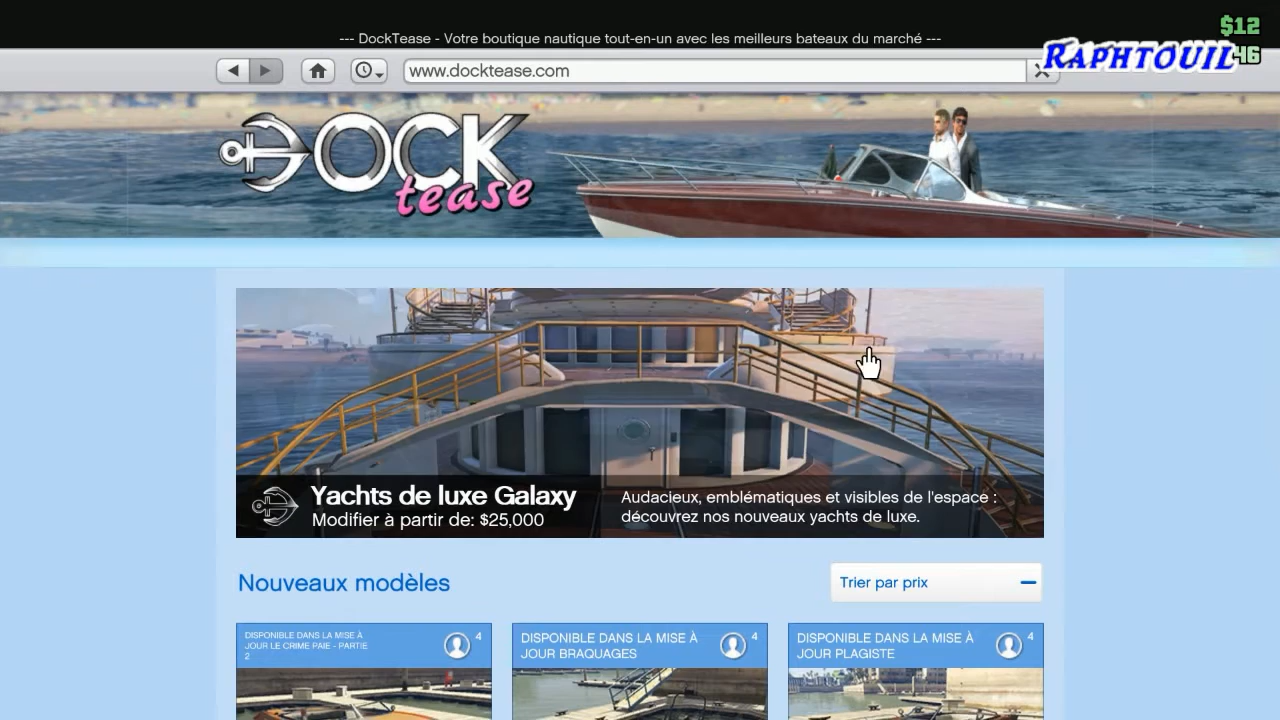 $12
--- DockTease - Votre boutique nautique tout-en-un avec les meilleurs bateaux du marché ---
RAPHTOUIL
46
www.docktease.com
DOCK
tease
Yachts de luxe Galaxy
Modifier à partir de: $25,000
Audacieux, emblématiques et visibles de l'espace :
découvrez nos nouveaux yachts de luxe.
Nouveaux modèles
Trier par prix
DISPONIBLE DANS LA MISE À
JOUR LE CRIME PAIE - PARTIE
2
4
DISPONIBLE DANS LA MISE À
JOUR BRAQUAGES
4
DISPONIBLE DANS LA MISE À
JOUR PLAGISTE
4